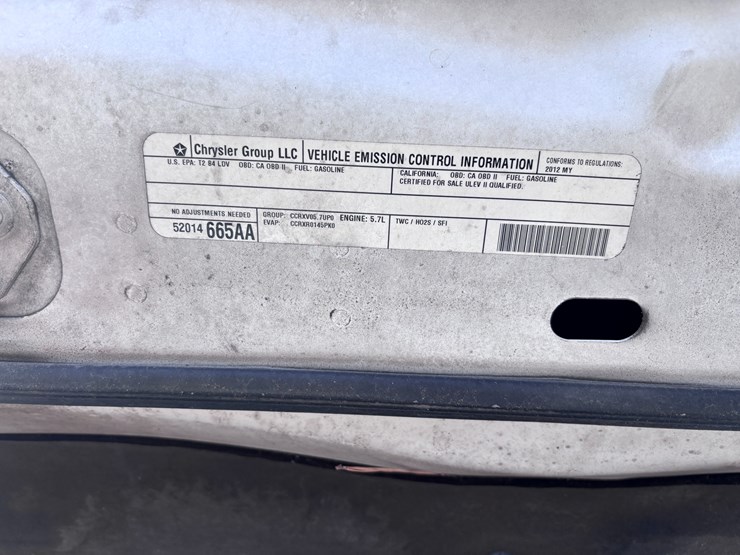 Chrysler Group LLC VEHICLE EMISSION CONTROL INFORMATION CONFORMS TO REGULATIONS:
2012 MY
U.S. EPA: T2 B4 LDV OBD: CA OBD II FUEL: GASOLINE
CALIFORNIA: OBD: CA OBD II FUEL: GASOLINE
CERTIFIED FOR SALE ULEV II QUALIFIED.
NO ADJUSTMENTS NEEDED
52014 665AA
GROUP: CCRXV05.7UP0 ENGINE: 5.7L
EVAP: CCRXR0145PK0
TWC / HO2S / SFI